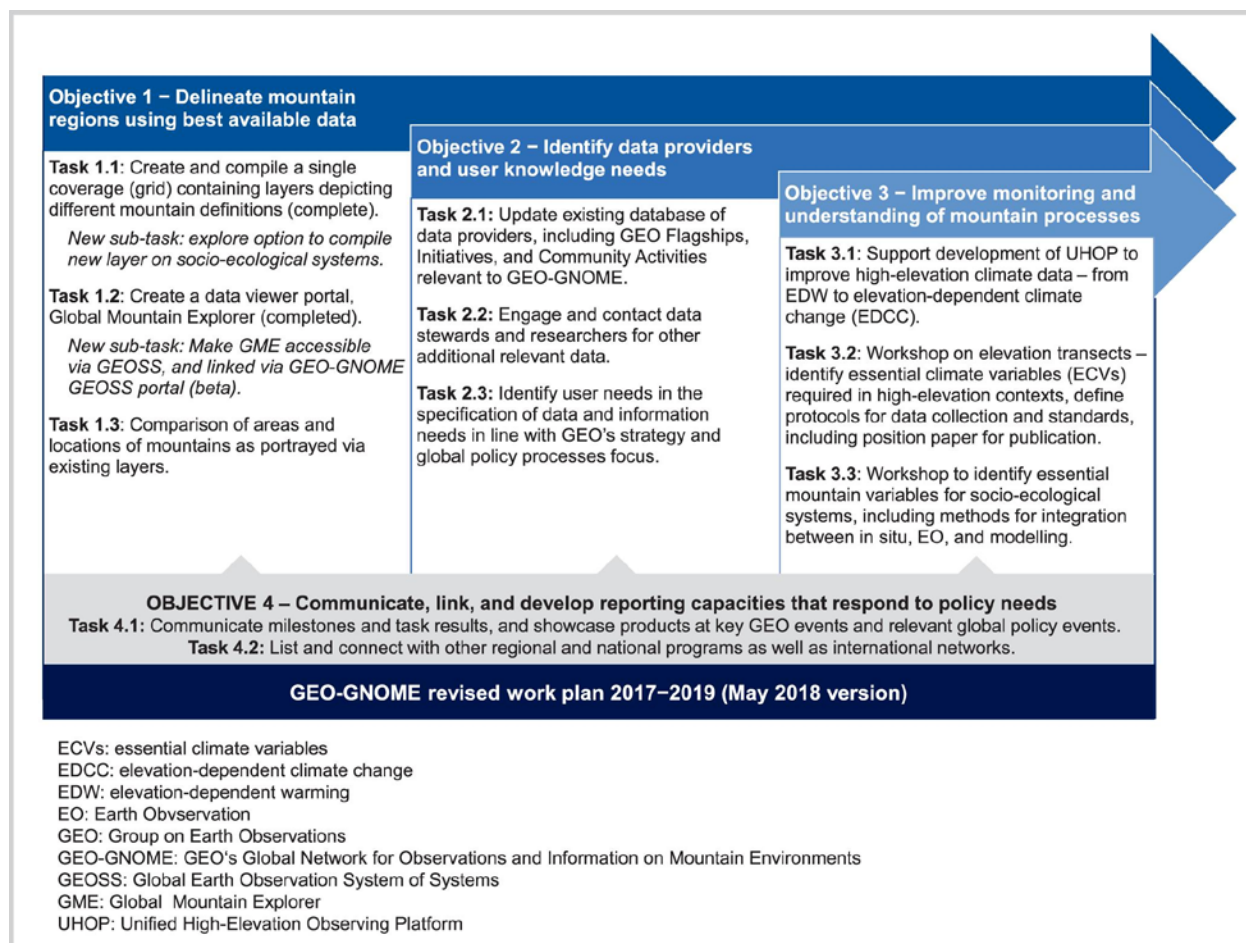 Objective 1 – Delineate mountain
regions using best available data
Task 1.1: Create and compile a single
coverage (grid) containing layers depicting
different mountain definitions (complete).
New sub-task: explore option to compile
new layer on socio-ecological systems.
Task 1.2: Create a data viewer portal,
Global Mountain Explorer (completed).
New sub-task: Make GME accessible
via GEOSS, and linked via GEO-GNOME
GEOSS portal (beta).
Task 1.3: Comparison of areas and
locations of mountains as portrayed via
existing layers.
Objective 2 – Identify data providers
and user knowledge needs
Task 2.1: Update existing database of
data providers, including GEO Flagships,
Initiatives, and Community Activities
relevant to GEO-GNOME.
Task 2.2: Engage and contact data
stewards and researchers for other
additional relevant data.
Task 2.3: Identify user needs in the
specification of data and information
needs in line with GEO's strategy and
global policy processes focus.
Objective 3 – Improve monitoring and
understanding of mountain processes
Task 3.1: Support development of UHOP to
improve high-elevation climate data – from
EDW to elevation-dependent climate
change (EDCC).
Task 3.2: Workshop on elevation transects –
identify essential climate variables (ECVs)
required in high-elevation contexts, define
protocols for data collection and standards,
including position paper for publication.
Task 3.3: Workshop to identify essential
mountain variables for socio-ecological
systems, including methods for integration
between in situ, EO, and modelling.
OBJECTIVE 4 – Communicate, link, and develop reporting capacities that respond to policy needs
Task 4.1: Communicate milestones and task results, and showcase products at key GEO events and relevant global policy events.
Task 4.2: List and connect with other regional and national programs as well as international networks.
GEO-GNOME revised work plan 2017–2019 (May 2018 version)
ECVs: essential climate variables
EDCC: elevation-dependent climate change
EDW: elevation-dependent warming
EO: Earth Obvservation
GEO: Group on Earth Observations
GEO-GNOME: GEO‘s Global Network for Observations and Information on Mountain Environments
GEOSS: Global Earth Observation System of Systems
GME: Global Mountain Explorer
UHOP: Unified High-Elevation Observing Platform